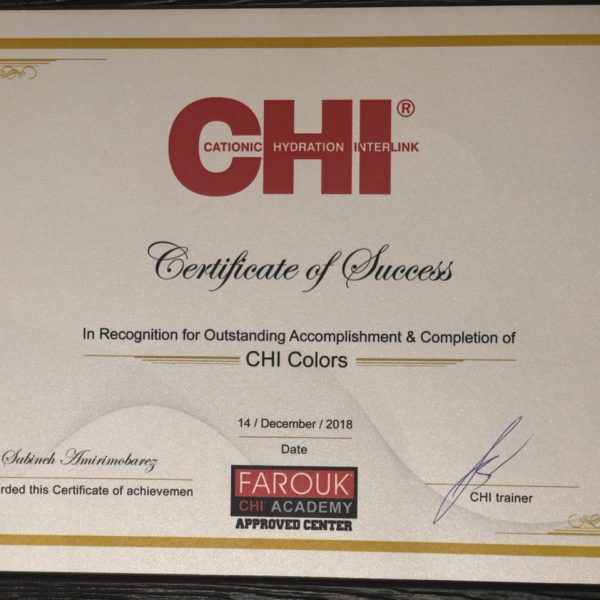 CHI®
CATIONIC HYDRATION INTERLINK
Certificate of Success
In Recognition for Outstanding Accomplishment & Completion of
CHI Colors
14 / December / 2018
Date
Sabineh Amirimobarez
rded this Certificate of achievemen
FAROUK
CHI ACADEMY
APPROVED CENTER
CHI trainer